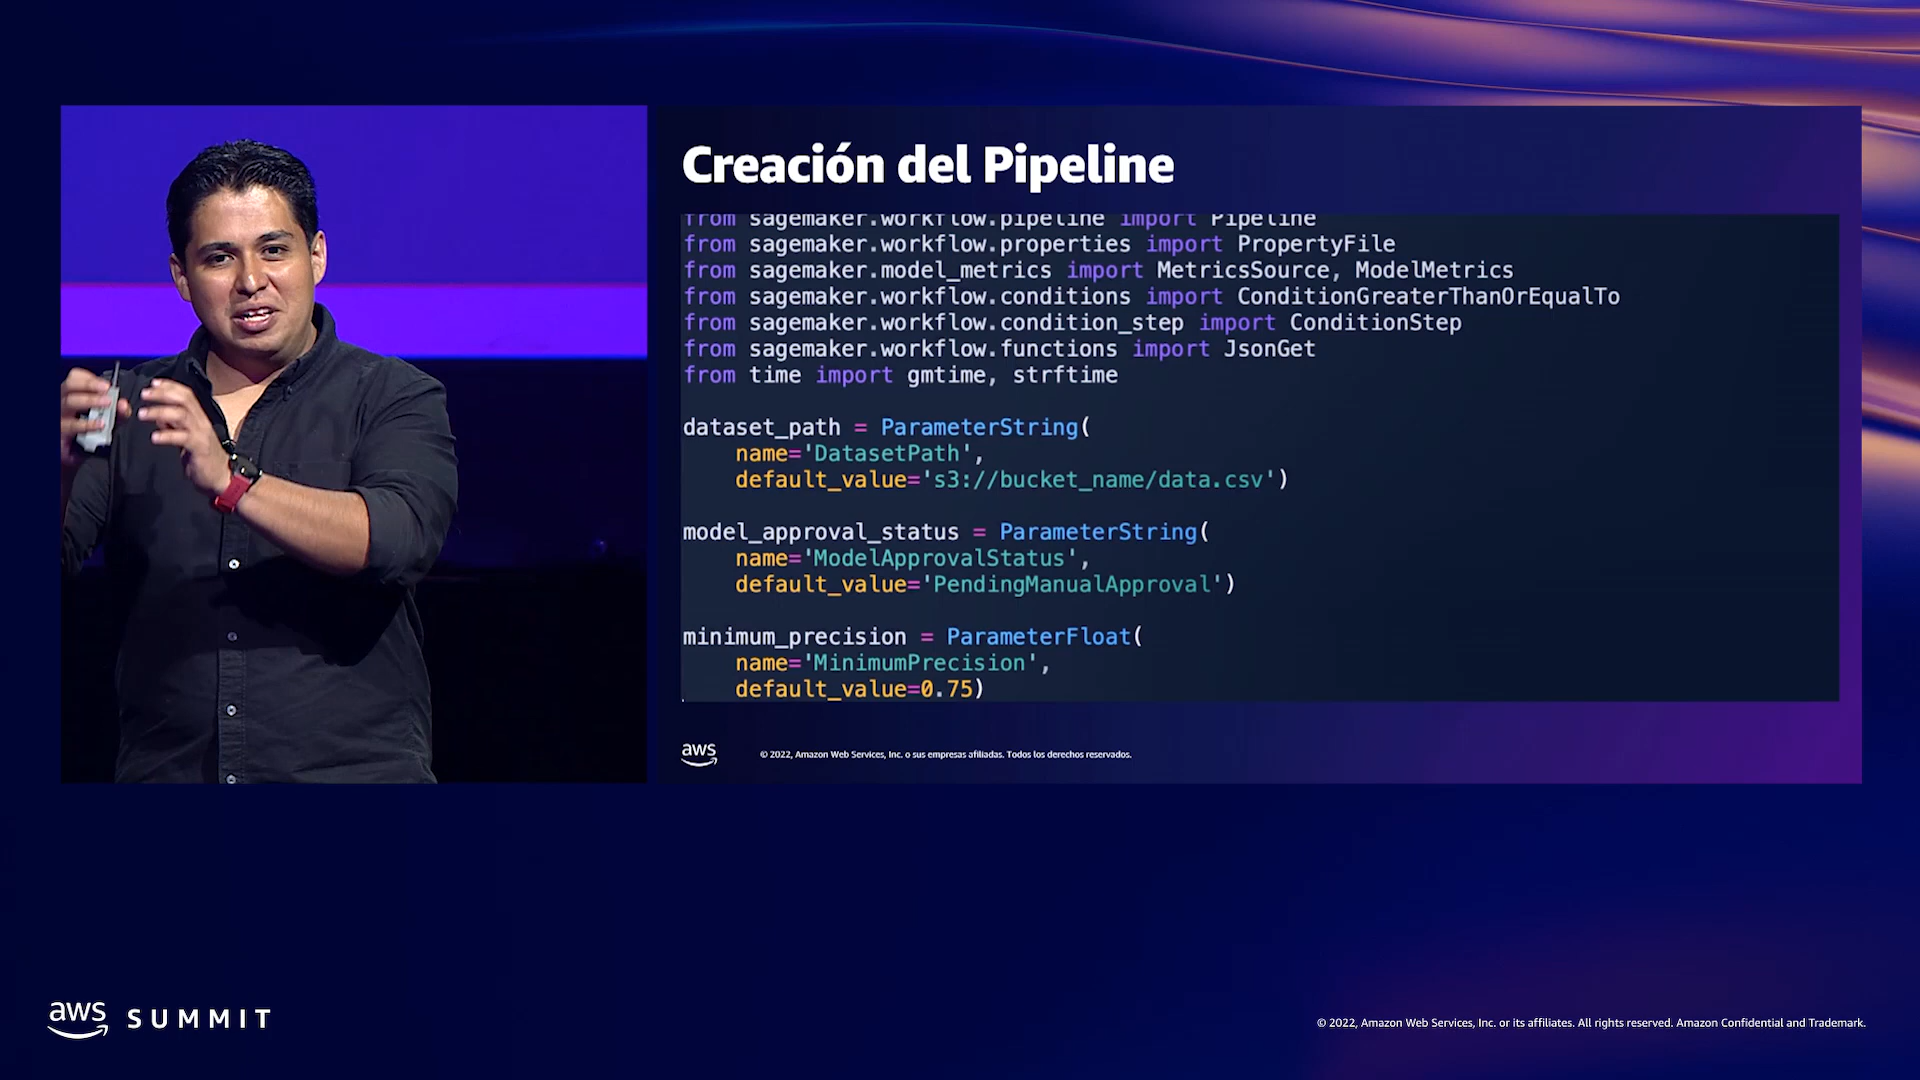 Creación del Pipeline
from sagemaker.workflow.pipeline import Pipeline
from sagemaker.workflow.properties import PropertyFile
from sagemaker.model_metrics import MetricsSource, ModelMetrics
from sagemaker.workflow.conditions import ConditionGreaterThanOrEqualTo
from sagemaker.workflow.condition_step import ConditionStep
from sagemaker.workflow.functions import JsonGet
from time import gmtime, strftime
dataset_path = ParameterString(
name='DatasetPath',
default_value='s3://bucket_name/data.csv')
model_approval_status = ParameterString(
name='ModelApprovalStatus',
default_value='PendingManualApproval')
minimum_precision = ParameterFloat(
name='MinimumPrecision',
default_value=0.75)
aws
© 2022, Amazon Web Services, Inc. o sus empresas afiliadas. Todos los derechos reservados.
aws SUMMIT
© 2022, Amazon Web Services, Inc. or its affiliates. All rights reserved. Amazon Confidential and Trademark.